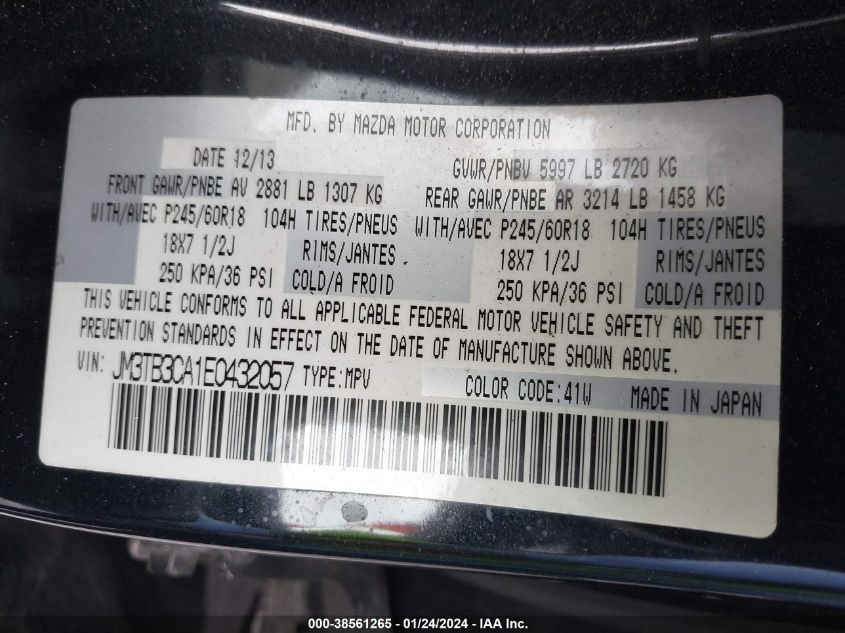 MFD. BY MAZDA MOTOR CORPORATION
DATE 12/13 GVWR/PNBV 5997 LB 2720 KG
FRONT GAWR/PNBE AV 2881 LB 1307 KG REAR GAWR/PNBE AR 3214 LB 1458 KG
WITH/AVEC P245/60R18 104H TIRES/PNEUS WITH/AVEC P245/60R18 104H TIRES/PNEUS
18X7 1/2J RIMS/JANTES 18X7 1/2J RIMS/JANTES
250 KPA/36 PSI COLD/A FROID 250 KPA/36 PSI COLD/A FROID
THIS VEHICLE CONFORMS TO ALL APPLICABLE FEDERAL MOTOR VEHICLE SAFETY AND THEFT
PREVENTION STANDARDS IN EFFECT ON THE DATE OF MANUFACTURE SHOWN ABOVE.
VIN: JM3TB3CA1E0432057 TYPE:MPV COLOR CODE:41W MADE IN JAPAN
000-38561265 - 01/24/2024 - IAA Inc.